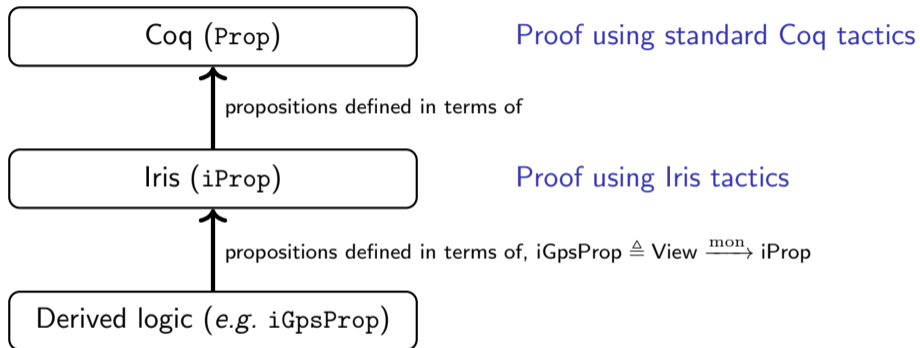 Coq (Prop) Proof using standard Coq tactics
propositions defined in terms of
Iris (iProp) Proof using Iris tactics
propositions defined in terms of, iGpsProp ≜ View —mon→ iProp
Derived logic (e.g. iGpsProp)